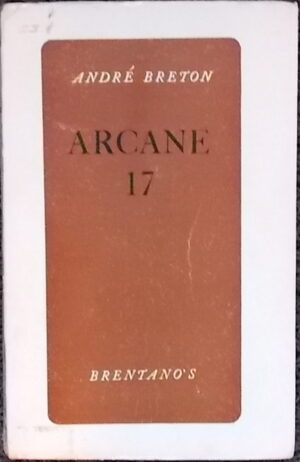 ANDRÉ BRETON
ARCANE
17
BRENTANO'S